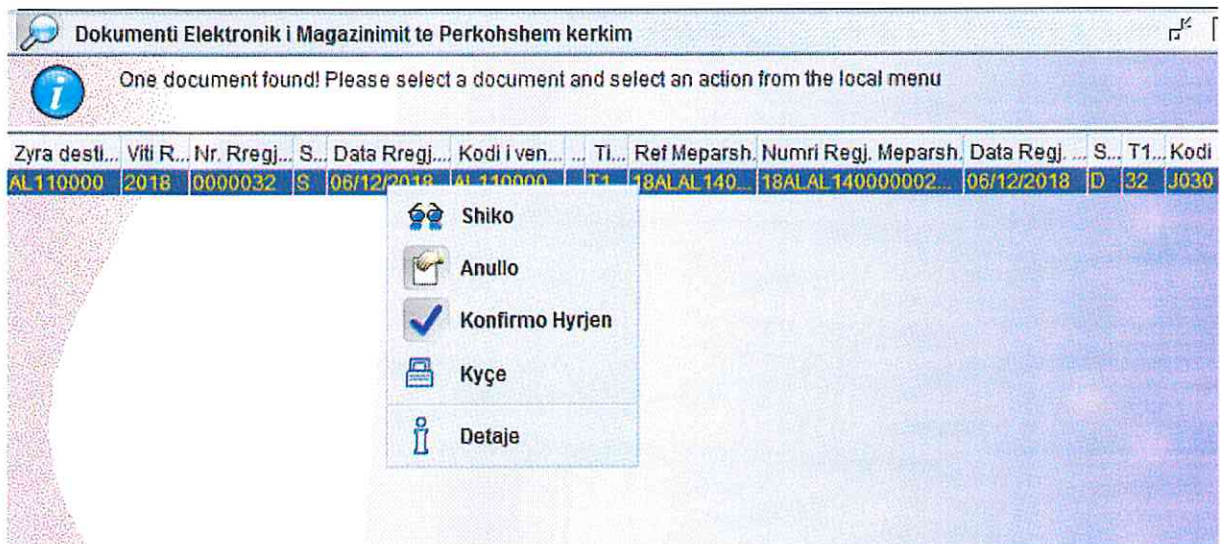 Dokumenti Elektronik i Magazinimit te Perkohshem kerkim
One document found! Please select a document and select an action from the local menu
Zyra desti... Viti R... Nr. Rregj... S... Data Rregj.... Kodi i ven... ... Ti... Ref Meparsh. Numri Regj. Meparsh. Data Regj. ... S... T1... Kodi
AL110000 2018 0000032 S 06/12/2018 AL110000 T1 18ALAL140... 18ALAL140000002... 06/12/2018 D 32 J030
Shiko
Anullo
Konfirmo Hyrjen
Kyçe
Detaje